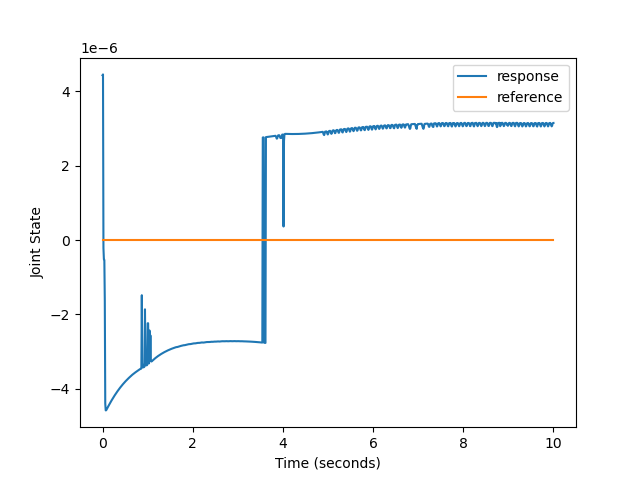 1e−6
response
reference
4
2
0
−2
−4
Joint State
0
2
4
6
8
10
Time (seconds)